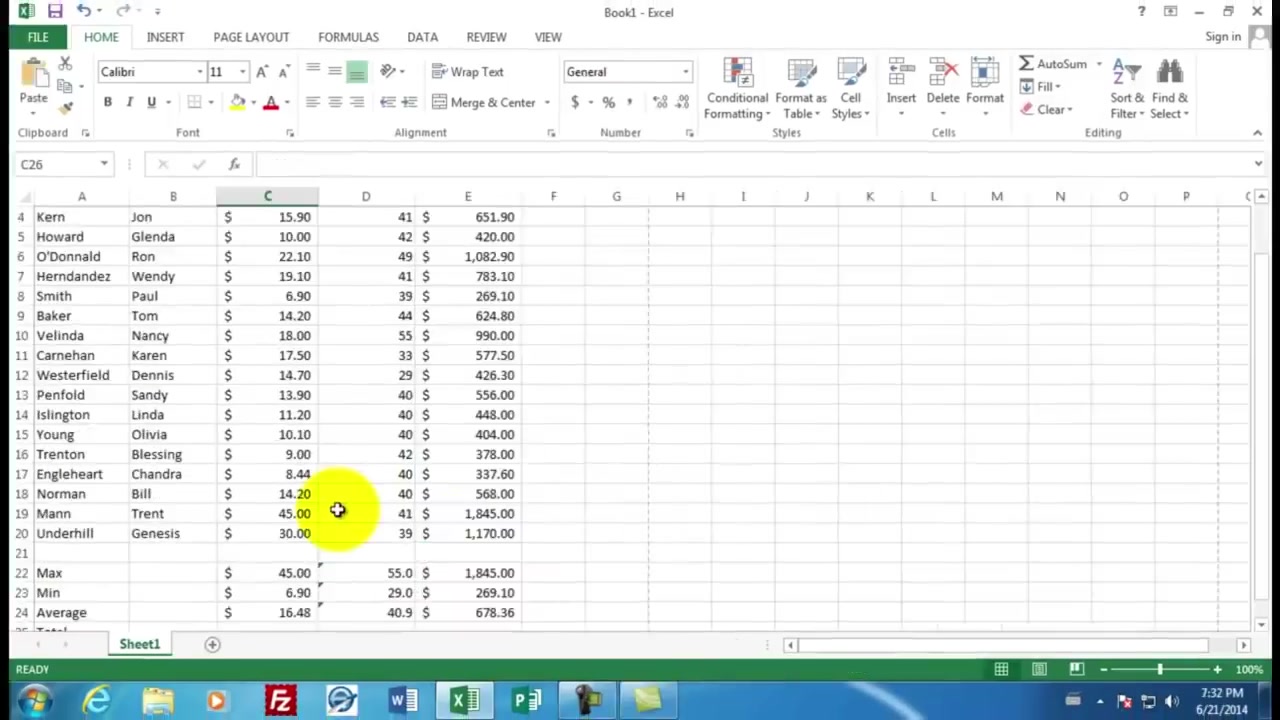 Book1 - Excel
?
FILE HOME INSERT PAGE LAYOUT FORMULAS DATA REVIEW VIEW Sign in
Calibri 11 Wrap Text General AutoSum
Paste B I U Merge & Center $ % , Conditional Formatting Format as Table Cell Styles Insert Delete Format Fill Clear Sort & Filter Find & Select
Clipboard Font Alignment Number Styles Cells Editing
C26 fx
A B C D E F G H I J K L M N O P
4 Kern Jon $ 15.90 41 $ 651.90
5 Howard Glenda $ 10.00 42 $ 420.00
6 O'Donnald Ron $ 22.10 49 $ 1,082.90
7 Herndandez Wendy $ 19.10 41 $ 783.10
8 Smith Paul $ 6.90 39 $ 269.10
9 Baker Tom $ 14.20 44 $ 624.80
10 Velinda Nancy $ 18.00 55 $ 990.00
11 Carnehan Karen $ 17.50 33 $ 577.50
12 Westerfield Dennis $ 14.70 29 $ 426.30
13 Penfold Sandy $ 13.90 40 $ 556.00
14 Islington Linda $ 11.20 40 $ 448.00
15 Young Olivia $ 10.10 40 $ 404.00
16 Trenton Blessing $ 9.00 42 $ 378.00
17 Engleheart Chandra $ 8.44 40 $ 337.60
18 Norman Bill $ 14.20 40 $ 568.00
19 Mann Trent $ 45.00 41 $ 1,845.00
20 Underhill Genesis $ 30.00 39 $ 1,170.00
21
22 Max $ 45.00 55.0 $ 1,845.00
23 Min $ 6.90 29.0 $ 269.10
24 Average $ 16.48 40.9 $ 678.36
25 Total
Sheet1
READY 100%
7:32 PM
6/21/2014